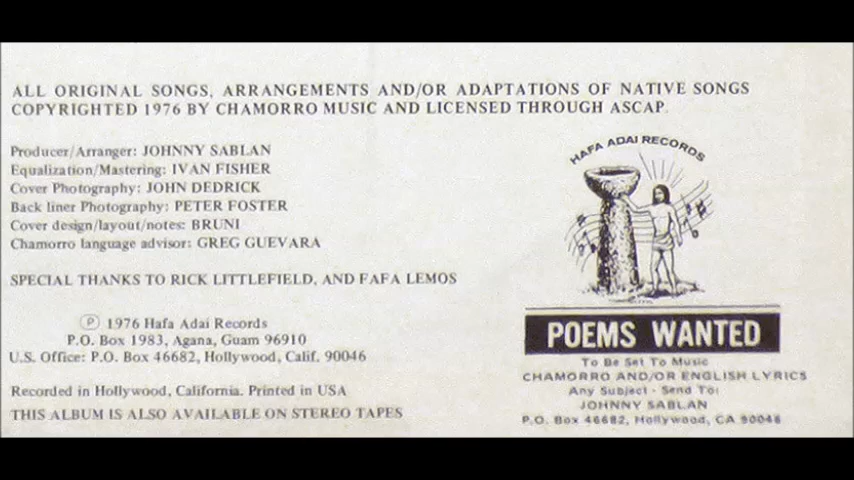 ALL ORIGINAL SONGS, ARRANGEMENTS AND/OR ADAPTATIONS OF NATIVE SONGS
COPYRIGHTED 1976 BY CHAMORRO MUSIC AND LICENSED THROUGH ASCAP.
Producer/Arranger: JOHNNY SABLAN
Equalization/Mastering: IVAN FISHER
Cover Photography: JOHN DEDRICK
Back liner Photography: PETER FOSTER
Cover design/layout/notes: BRUNI
Chamorro language advisor: GREG GUEVARA
SPECIAL THANKS TO RICK LITTLEFIELD, AND FAFA LEMOS
Ⓟ 1976 Hafa Adai Records
P.O. Box 1983, Agana, Guam 96910
U.S. Office: P.O. Box 46682, Hollywood, Calif. 90046
Recorded in Hollywood, California. Printed in USA
THIS ALBUM IS ALSO AVAILABLE ON STEREO TAPES
HAFA ADAI RECORDS
POEMS WANTED
To Be Set To Music
CHAMORRO AND/OR ENGLISH LYRICS
Any Subject - Send To:
JOHNNY SABLAN
P.O. Box 46682, Hollywood, CA 90046